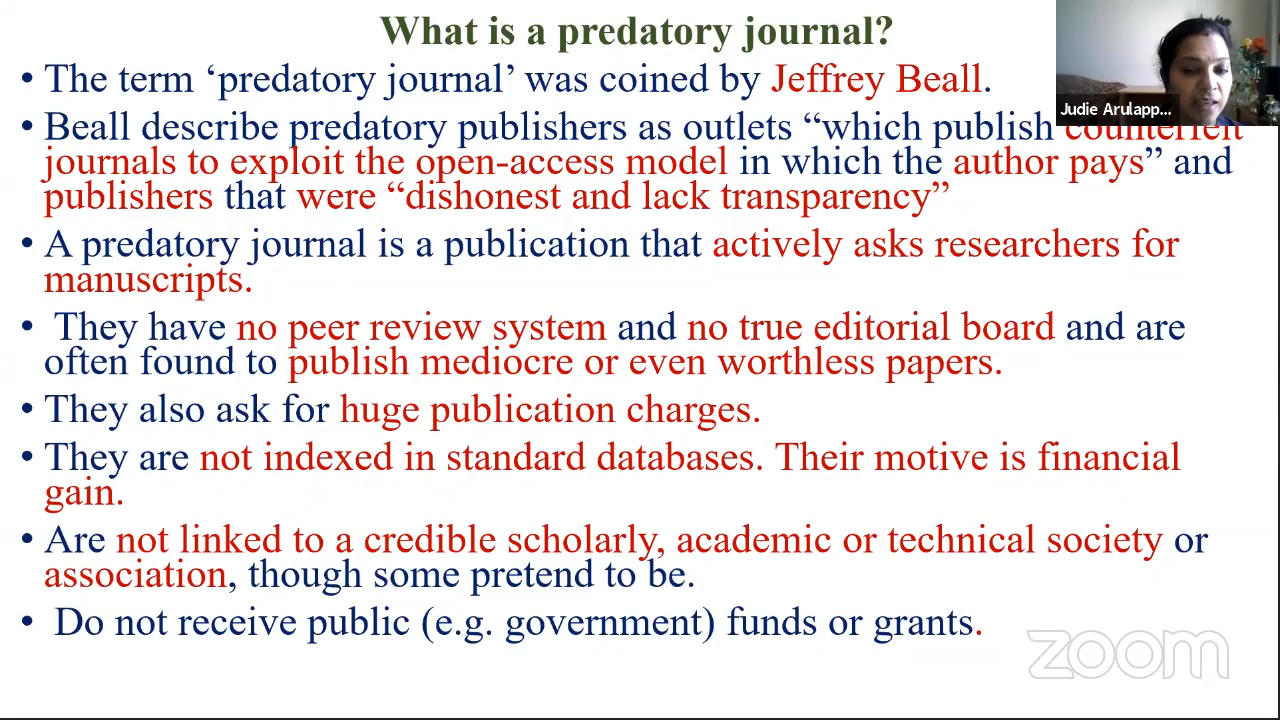 What is a predatory journal?
• The term ‘predatory journal’ was coined by Jeffrey Beall.
Judie Arulapp...
• Beall describe predatory publishers as outlets “which publish counterfeit
journals to exploit the open-access model in which the author pays” and
publishers that were “dishonest and lack transparency”
• A predatory journal is a publication that actively asks researchers for
manuscripts.
• They have no peer review system and no true editorial board and are
often found to publish mediocre or even worthless papers.
• They also ask for huge publication charges.
• They are not indexed in standard databases. Their motive is financial
gain.
• Are not linked to a credible scholarly, academic or technical society or
association, though some pretend to be.
• Do not receive public (e.g. government) funds or grants.
zoom